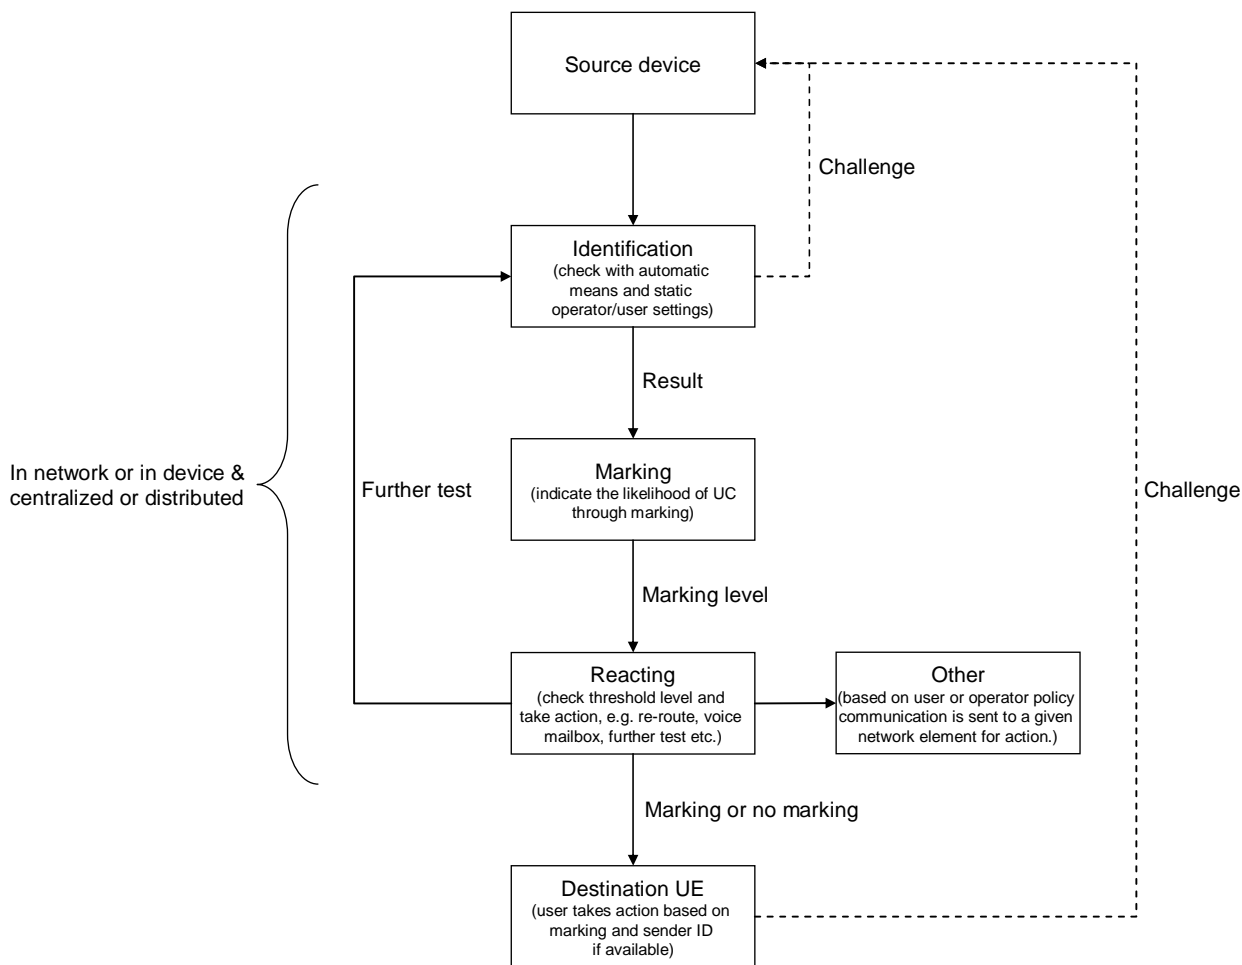 Source device
Challenge
Identification
(check with automatic
means and static
operator/user settings)
Result
In network or in device &
centralized or distributed
Further test
Marking
(indicate the likelihood of UC
through marking)
Challenge
Marking level
Reacting
(check threshold level and
take action, e.g. re-route, voice
mailbox, further test etc.)
Other
(based on user or operator policy
communication is sent to a given
network element for action.)
Marking or no marking
Destination UE
(user takes action based on
marking and sender ID
if available)